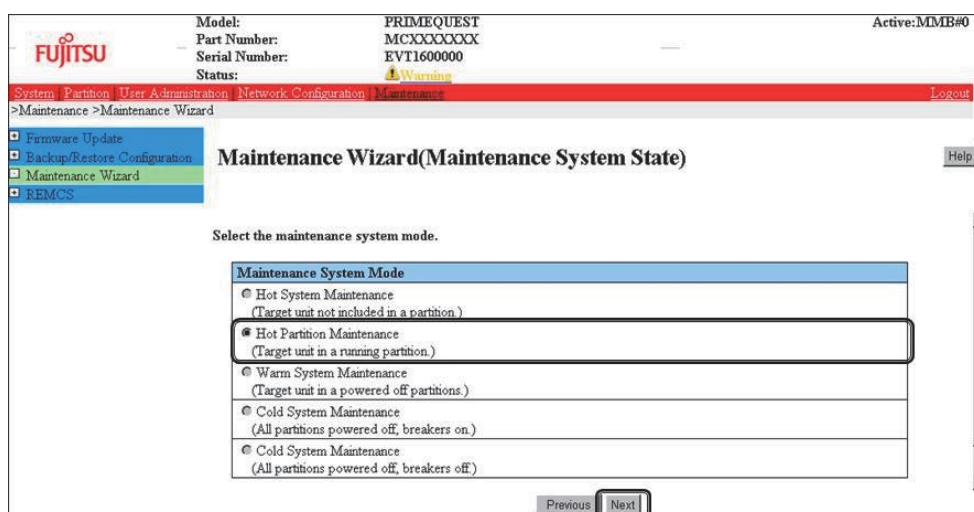 FUJITSU
Model: PRIMEQUEST Active:MMB#0
Part Number: MCXXXXXXX
Serial Number: EVT1600000
Status: Warning
System | Partition | User Administration | Network Configuration | Maintenance Logout
>Maintenance >Maintenance Wizard
Firmware Update
Backup/Restore Configuration
Maintenance Wizard
REMCS
Maintenance Wizard(Maintenance System State)
Help
Select the maintenance system mode.
Maintenance System Mode
Hot System Maintenance
(Target unit not included in a partition.)
Hot Partition Maintenance
(Target unit in a running partition.)
Warm System Maintenance
(Target unit in a powered off partitions.)
Cold System Maintenance
(All partitions powered off, breakers on.)
Cold System Maintenance
(All partitions powered off, breakers off.)
Previous Next